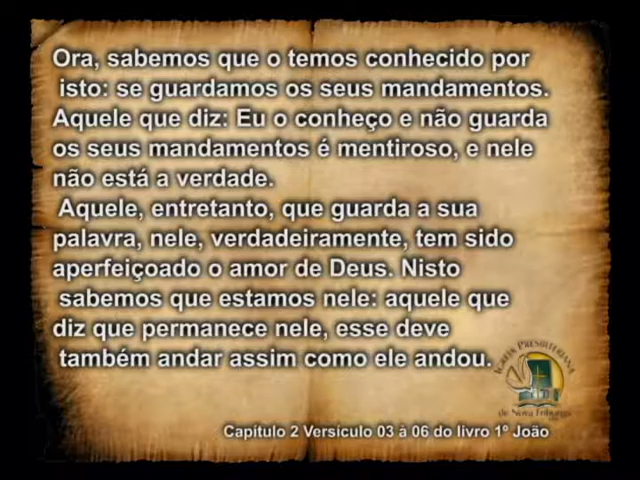 Ora, sabemos que o temos conhecido por
isto: se guardamos os seus mandamentos.
Aquele que diz: Eu o conheço e não guarda
os seus mandamentos é mentiroso, e nele
não está a verdade.
Aquele, entretanto, que guarda a sua
palavra, nele, verdadeiramente, tem sido
aperfeiçoado o amor de Deus. Nisto
sabemos que estamos nele: aquele que
diz que permanece nele, esse deve
também andar assim como ele andou.
Igreja Presbiteriana
de Nova Friburgo
Capítulo 2 Versículo 03 à 06 do livro 1º João